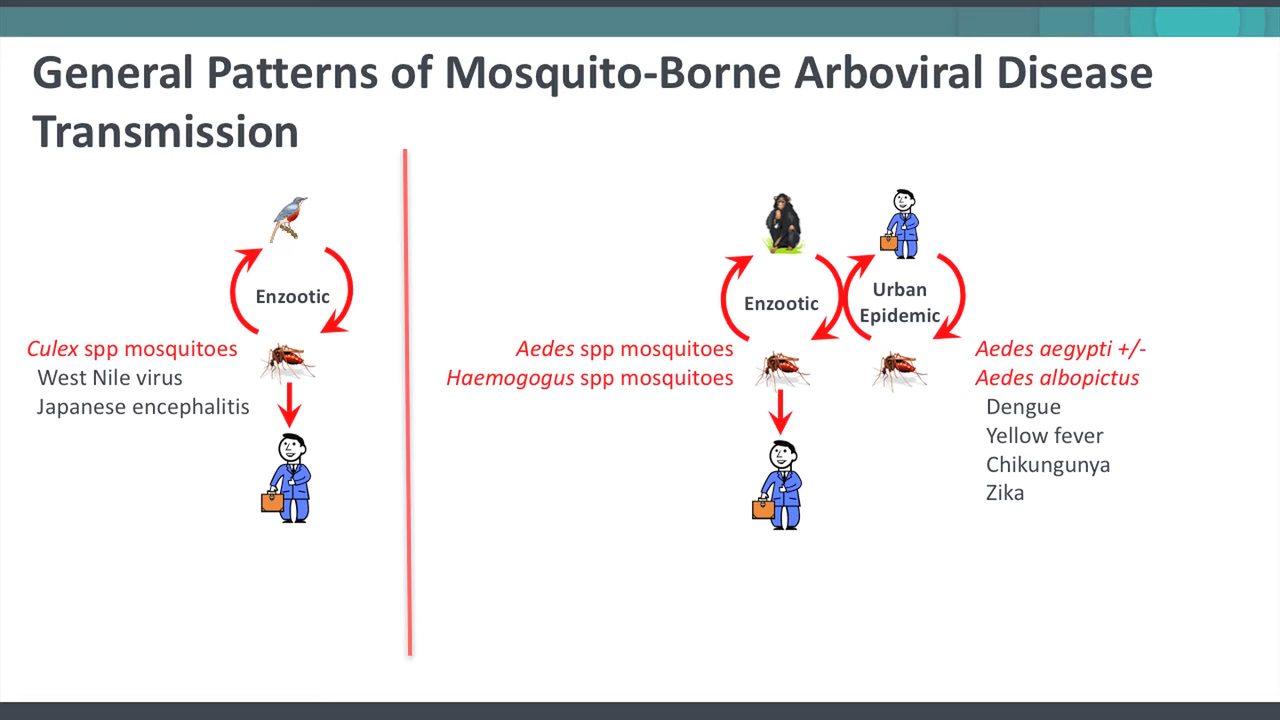 General Patterns of Mosquito-Borne Arboviral Disease
Transmission
Enzootic
Culex spp mosquitoes
West Nile virus
Japanese encephalitis
Enzootic
Urban
Epidemic
Aedes spp mosquitoes
Haemogogus spp mosquitoes
Aedes aegypti +/-
Aedes albopictus
Dengue
Yellow fever
Chikungunya
Zika